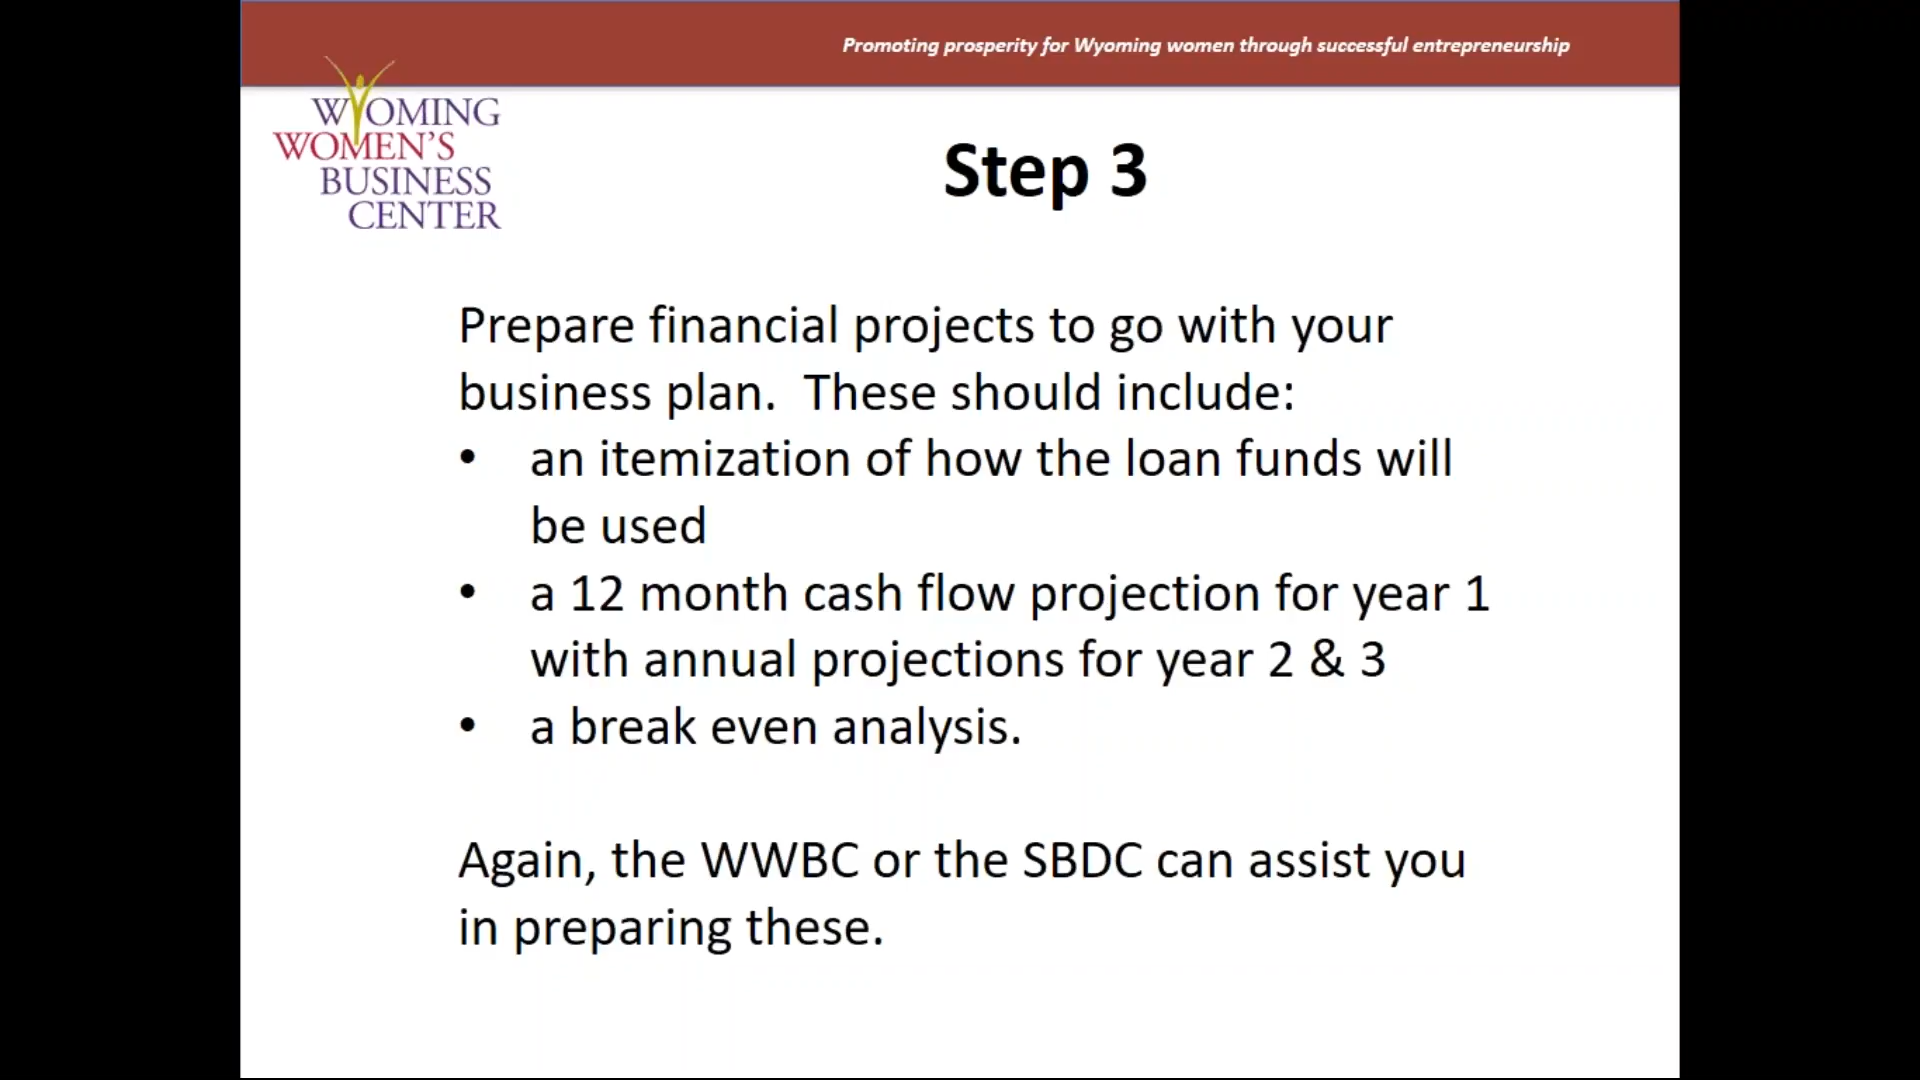 Promoting prosperity for Wyoming women through successful entrepreneurship
WYOMING
WOMEN'S
BUSINESS
CENTER
Step 3
Prepare financial projects to go with your
business plan.  These should include:
• an itemization of how the loan funds will
be used
• a 12 month cash flow projection for year 1
with annual projections for year 2 & 3
• a break even analysis.
Again, the WWBC or the SBDC can assist you
in preparing these.